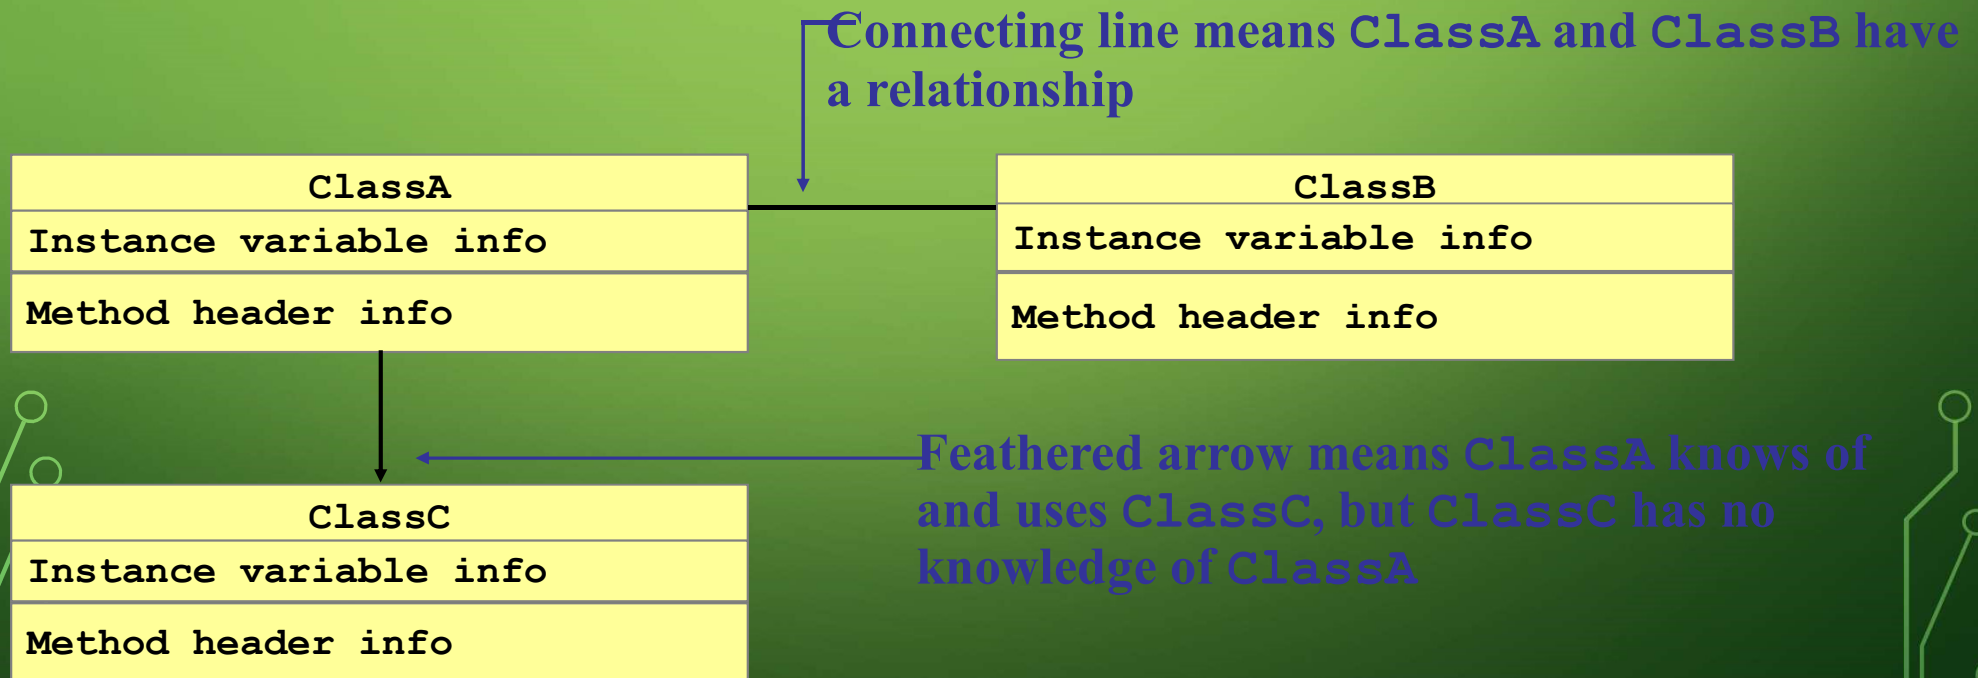 Connecting line means ClassA and ClassB have
a relationship
ClassA
Instance variable info
Method header info
ClassB
Instance variable info
Method header info
Feathered arrow means ClassA knows of
and uses ClassC, but ClassC has no
knowledge of ClassA
ClassC
Instance variable info
Method header info